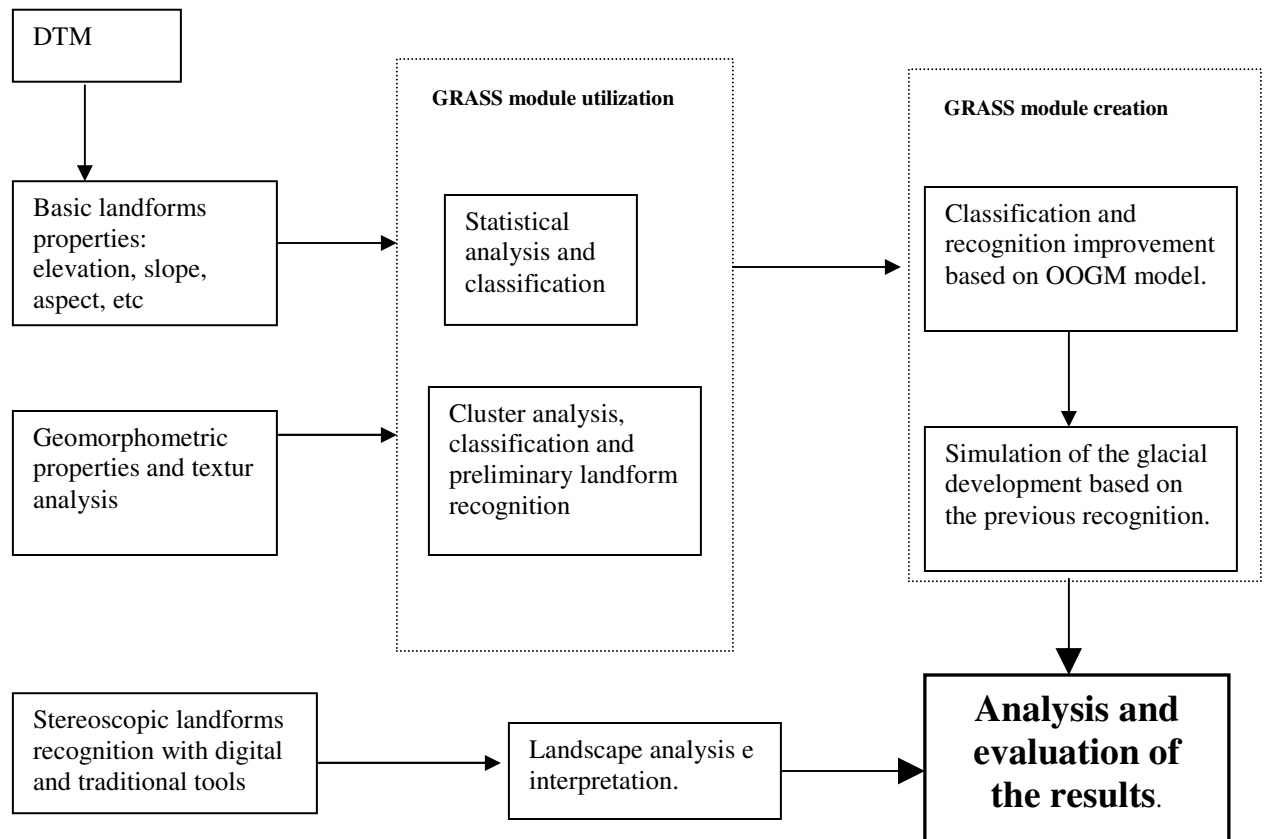 DTM
GRASS module utilization
GRASS module creation
Basic landforms
properties:
elevation, slope,
aspect, etc
Statistical
analysis and
classification
Classification and
recognition improvement
based on OOGM model.
Geomorphometric
properties and textur
analysis
Cluster analysis,
classification and
preliminary landform
recognition
Simulation of the glacial
development based on
the previous recognition.
Stereoscopic landforms
recognition with digital
and traditional tools
Landscape analysis e
interpretation.
Analysis and
evaluation of
the results.